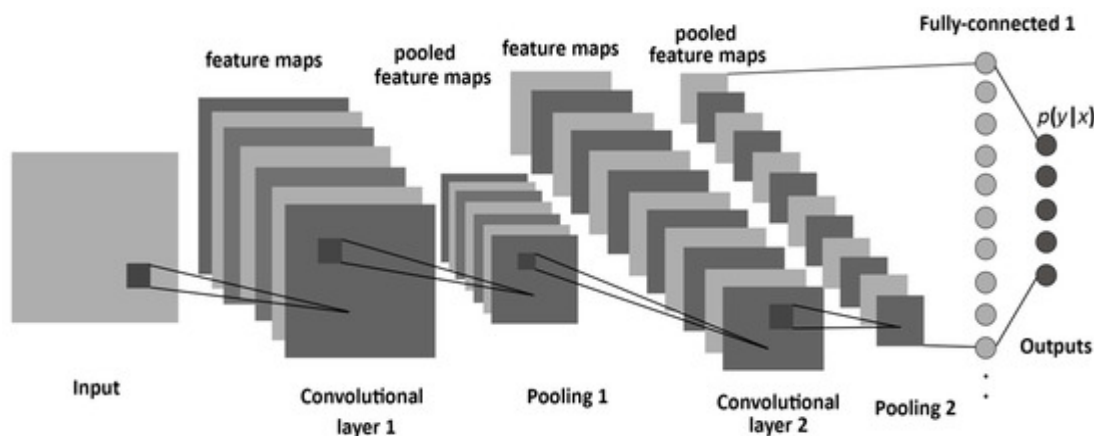 Fully-connected 1
feature maps
pooled
feature maps
feature maps
pooled
feature maps
p(y|x)
Input
Convolutional
layer 1
Pooling 1
Convolutional
layer 2
Pooling 2
Outputs